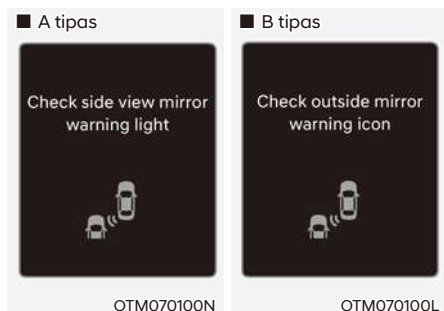 ■ A tipas
Check side view mirror
warning light
OTM070100N
■ B tipas
Check outside mirror
warning icon
OTM070100L